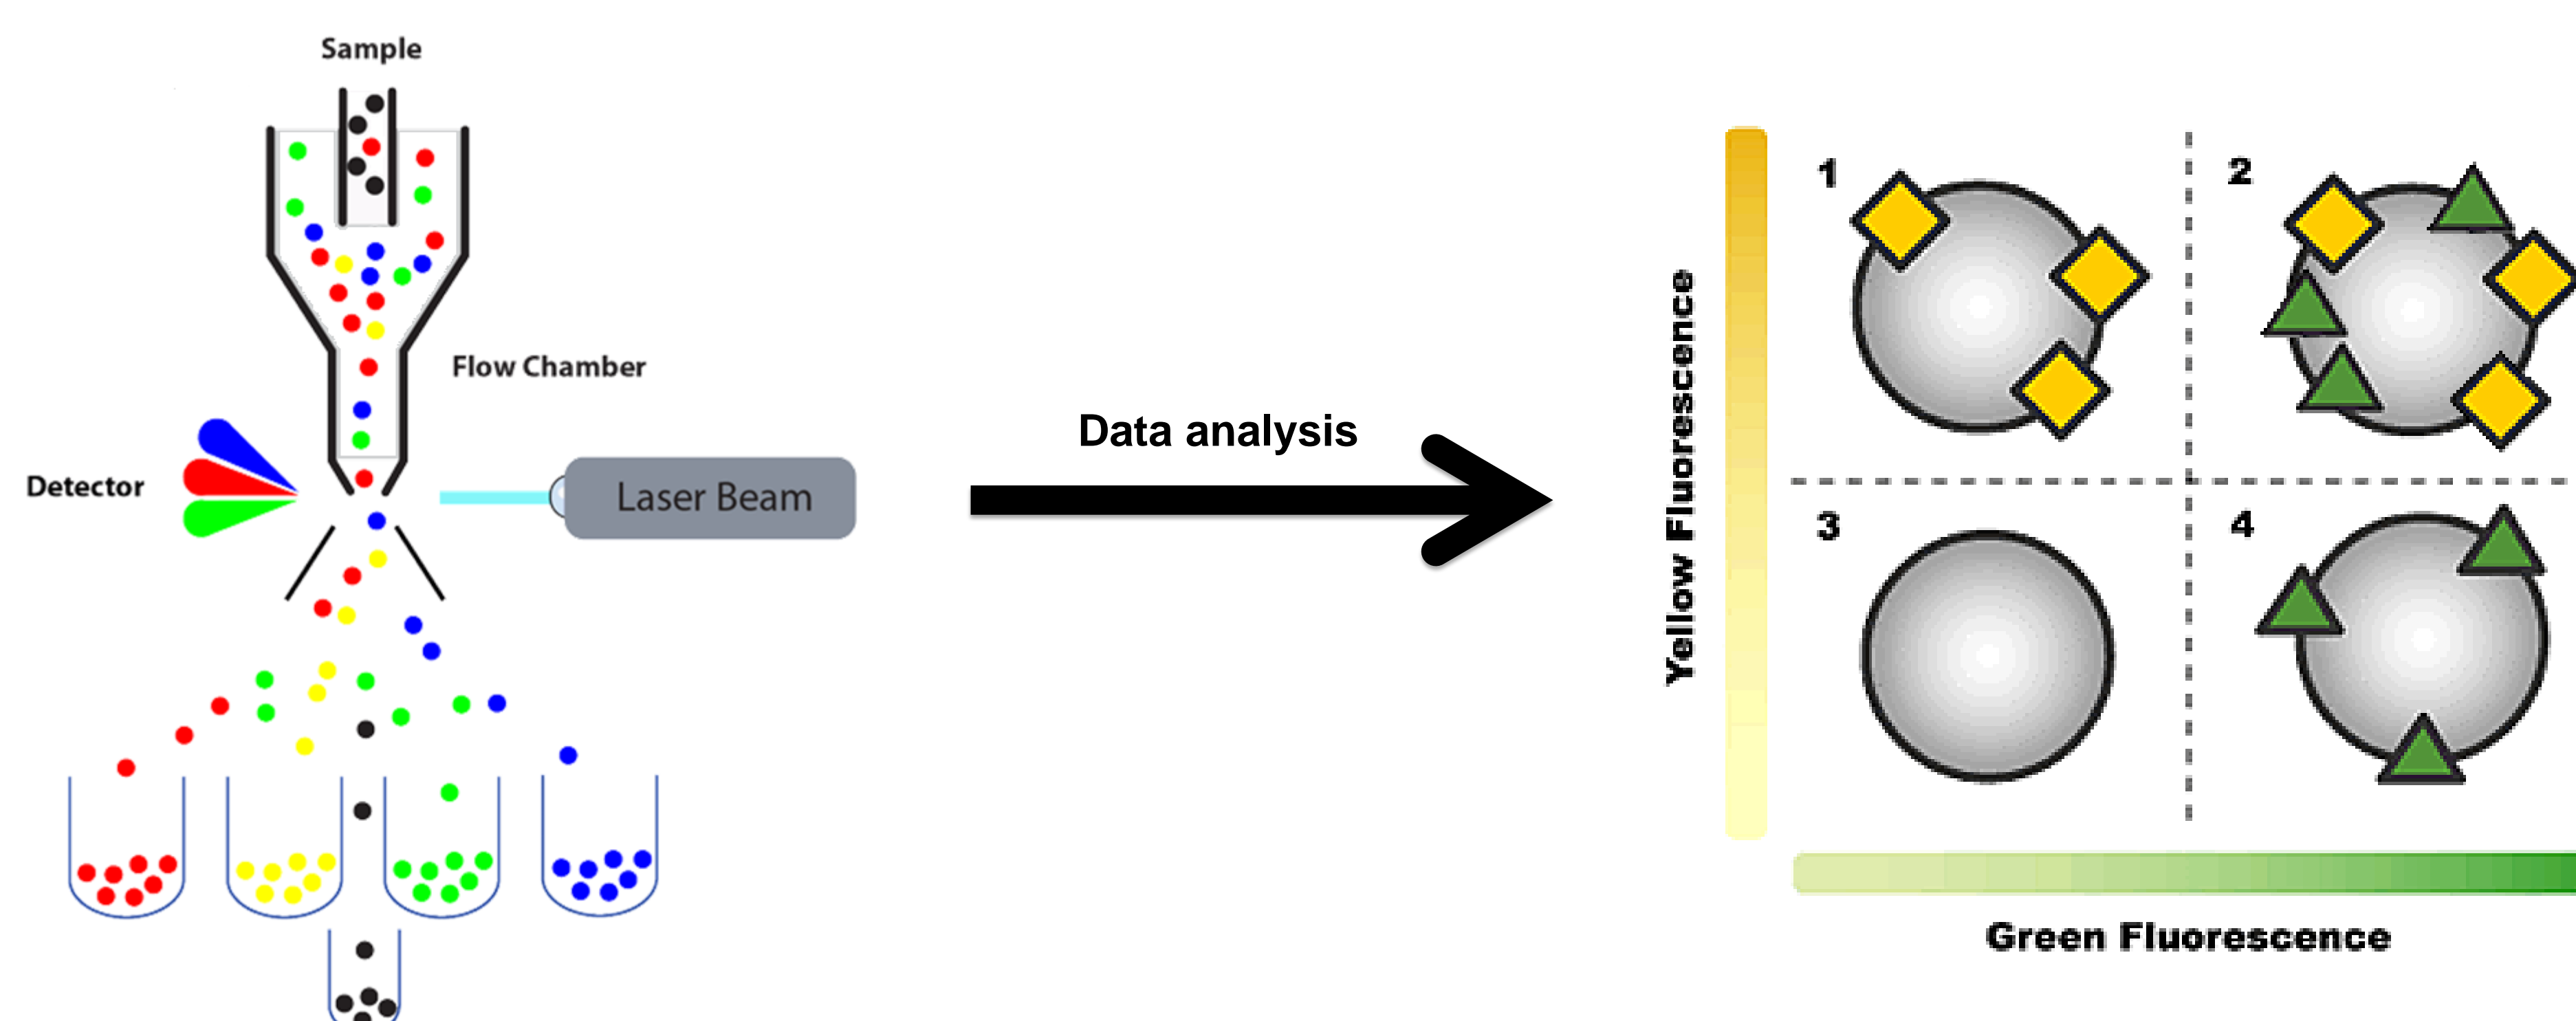 Sample
Flow Chamber
Detector
Laser Beam
Data analysis
Yellow Fluorescence
1
2
3
4
Green Fluorescence